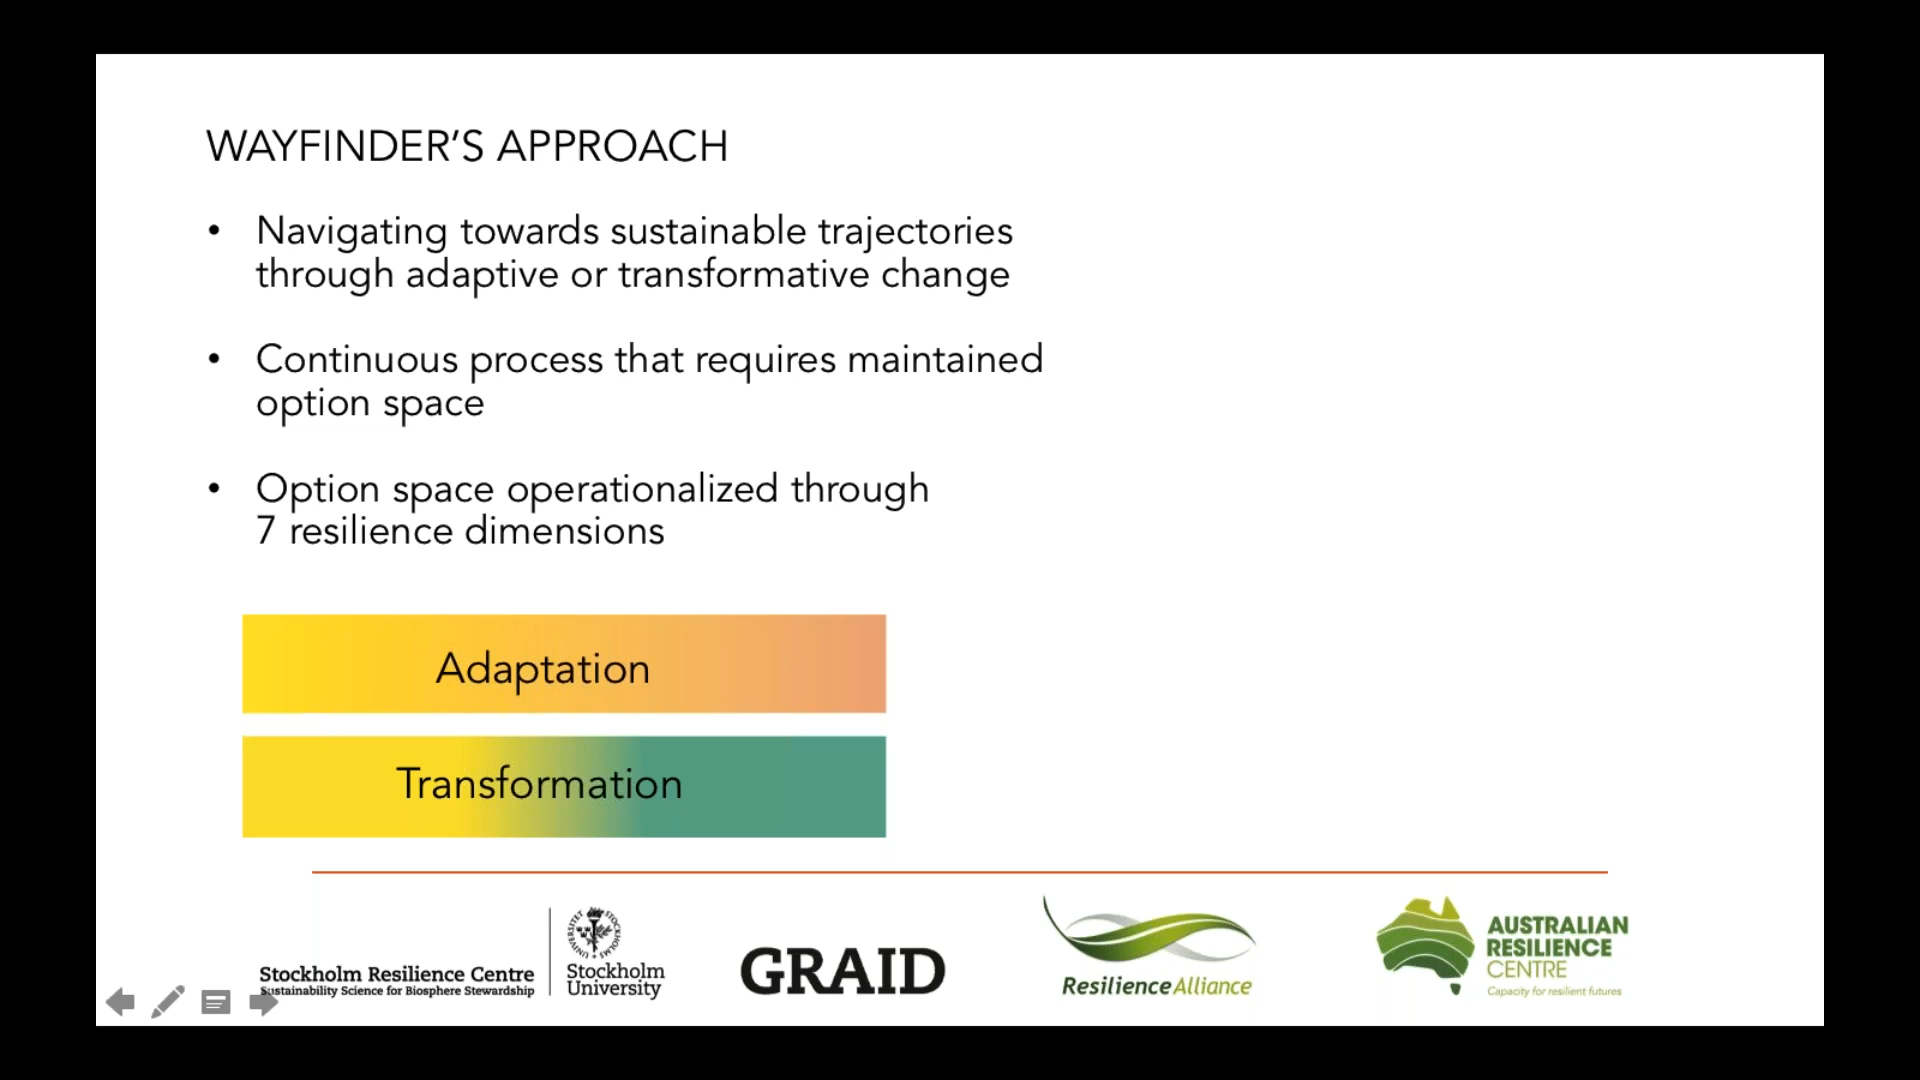 WAYFINDER’S APPROACH
• Navigating towards sustainable trajectories
through adaptive or transformative change
• Continuous process that requires maintained
option space
• Option space operationalized through
7 resilience dimensions
Adaptation
Transformation
Stockholm Resilience Centre
Sustainability Science for Biosphere Stewardship
Stockholm
University
GRAID
ResilienceAlliance
AUSTRALIAN
RESILIENCE
CENTRE
Capacity for resilient futures